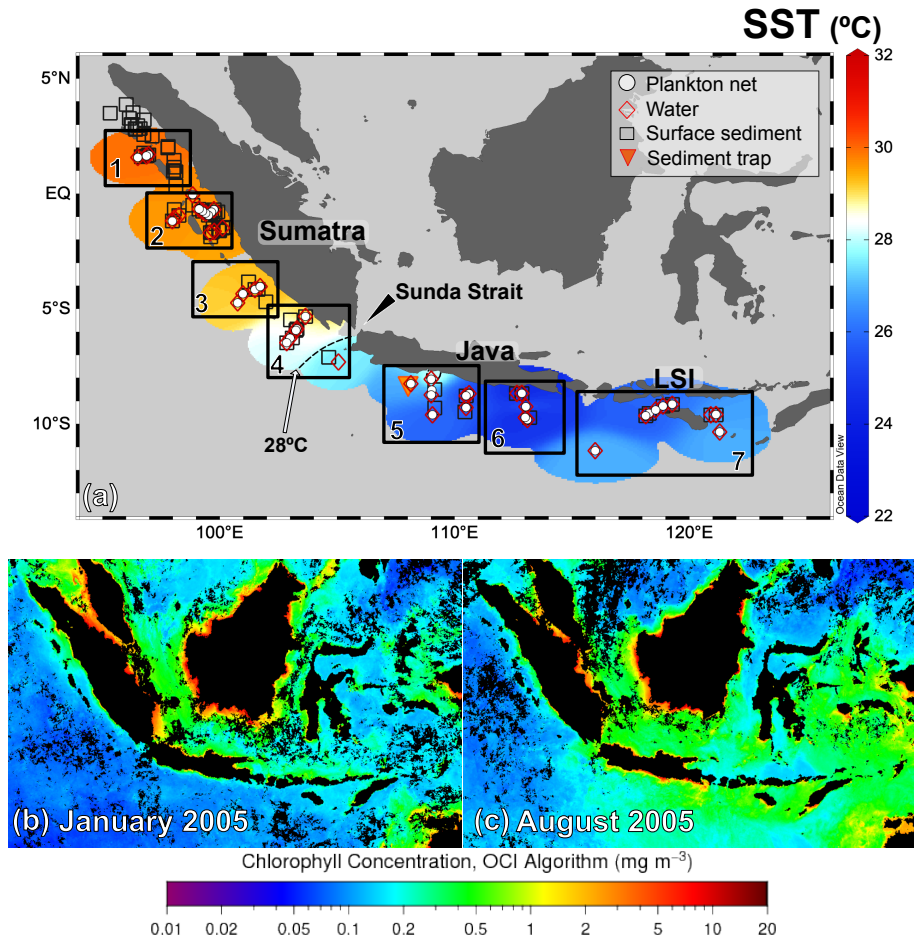 SST (ºC)
5°N
EQ
5°S
10°S
100°E
110°E
120°E
Plankton net
Water
Surface sediment
Sediment trap
32
30
28
26
24
22
Ocean Data View
1
2
Sumatra
3
Sunda Strait
4
Java
28ºC
LSI
5
6
7
(a)
(b) January 2005
(c) August 2005
Chlorophyll Concentration, OCI Algorithm (mg m⁻³)
0.01 0.02 0.05 0.1 0.2 0.5 1 2 5 10 20